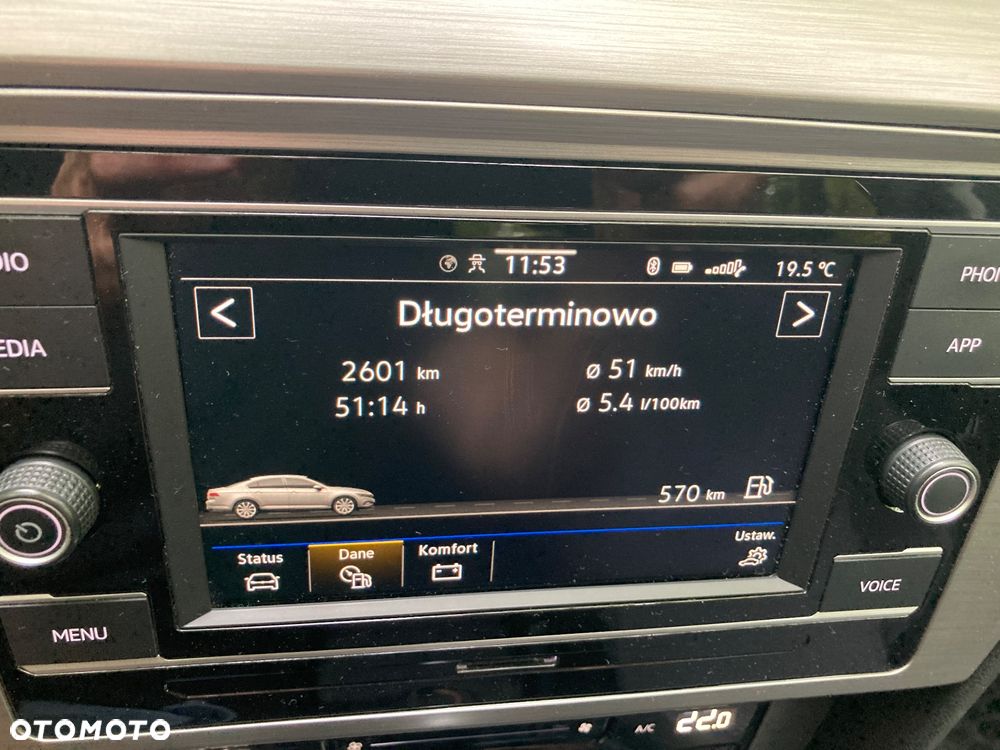 11:53
19.5 °C
<
Długoterminowo
>
2601 km
ø 51 km/h
51:14 h
ø 5.4 l/100km
570 km
Status
Dane
Komfort
Ustaw.
DIO
EDIA
MENU
PHON
APP
VOICE
A/C
22.0
OTOMOTO